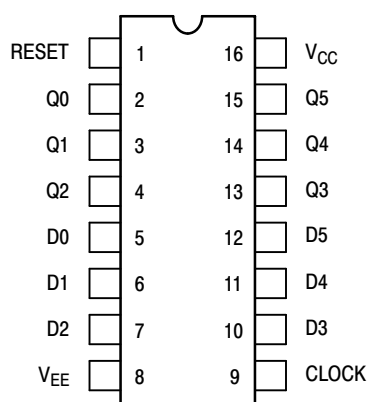 RESET 1 16 VCC
Q0 2 15 Q5
Q1 3 14 Q4
Q2 4 13 Q3
D0 5 12 D5
D1 6 11 D4
D2 7 10 D3
VEE 8 9 CLOCK